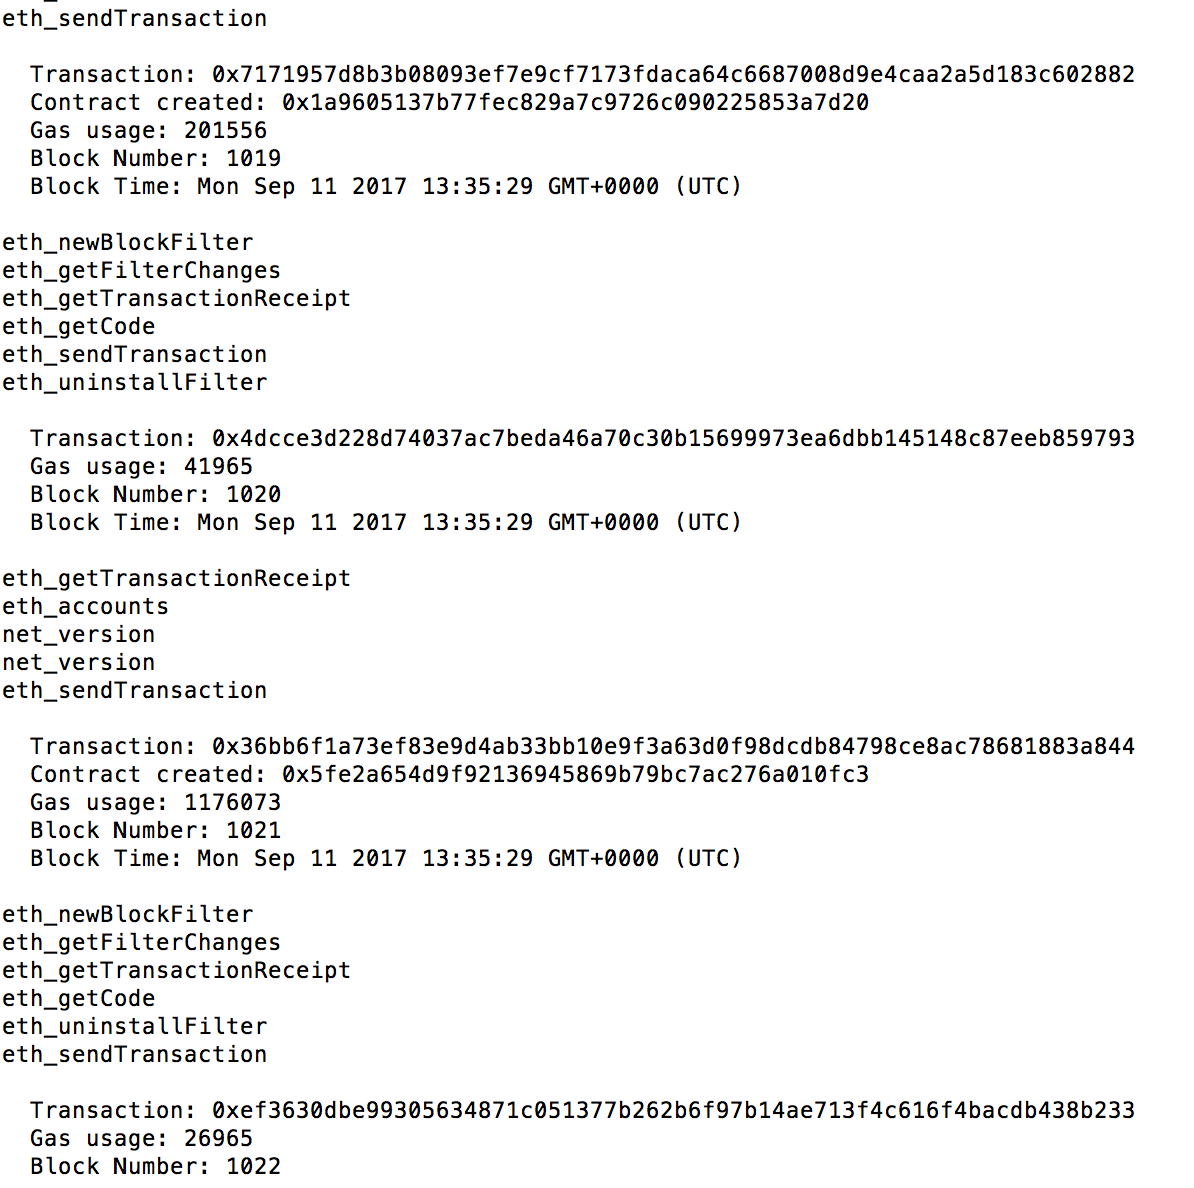 eth_sendTransaction
Transaction: 0x7171957d8b3b08093ef7e9cf7173fdaca64c6687008d9e4caa2a5d183c602882
Contract created: 0x1a9605137b77fec829a7c9726c090225853a7d20
Gas usage: 201556
Block Number: 1019
Block Time: Mon Sep 11 2017 13:35:29 GMT+0000 (UTC)
eth_newBlockFilter
eth_getFilterChanges
eth_getTransactionReceipt
eth_getCode
eth_sendTransaction
eth_uninstallFilter
Transaction: 0x4dcce3d228d74037ac7beda46a70c30b15699973ea6dbb145148c87eeb859793
Gas usage: 41965
Block Number: 1020
Block Time: Mon Sep 11 2017 13:35:29 GMT+0000 (UTC)
eth_getTransactionReceipt
eth_accounts
net_version
net_version
eth_sendTransaction
Transaction: 0x36bb6f1a73ef83e9d4ab33bb10e9f3a63d0f98dcdb84798ce8ac78681883a844
Contract created: 0x5fe2a654d9f92136945869b79bc7ac276a010fc3
Gas usage: 1176073
Block Number: 1021
Block Time: Mon Sep 11 2017 13:35:29 GMT+0000 (UTC)
eth_newBlockFilter
eth_getFilterChanges
eth_getTransactionReceipt
eth_getCode
eth_uninstallFilter
eth_sendTransaction
Transaction: 0xef3630dbe99305634871c051377b262b6f97b14ae713f4c616f4bacdb438b233
Gas usage: 26965
Block Number: 1022